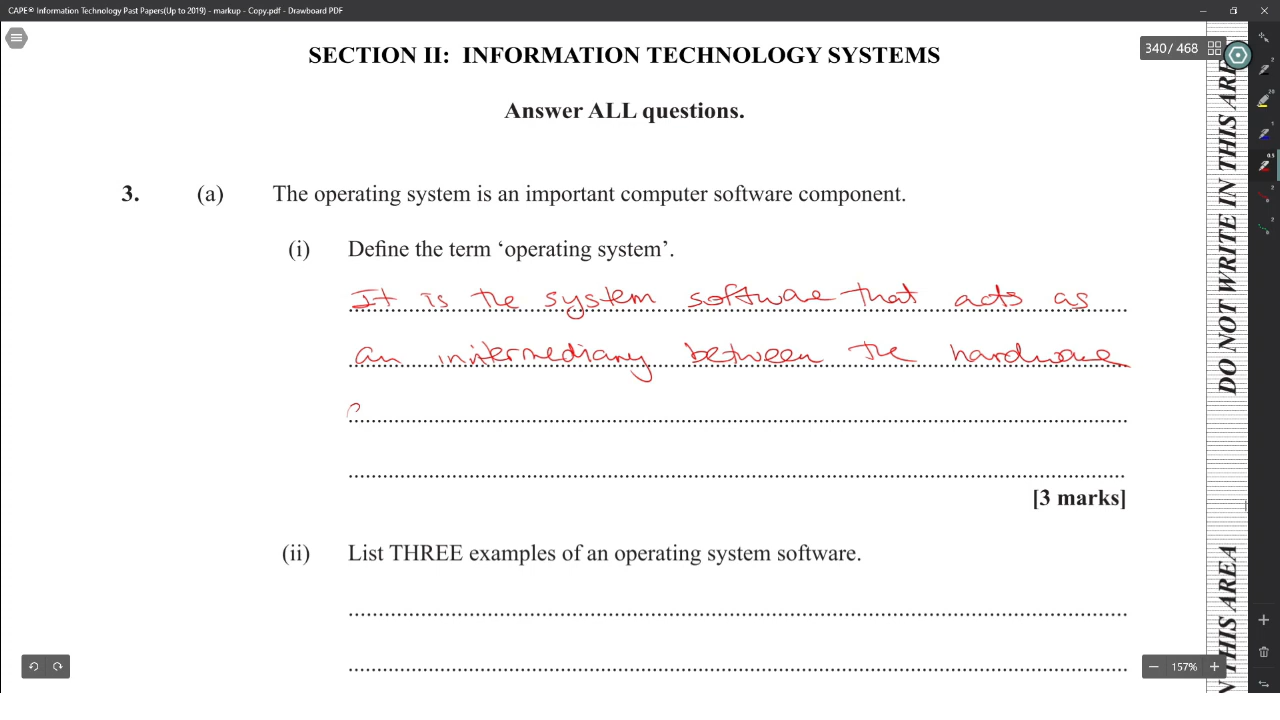 CAPE® Information Technology Past Papers(Up to 2019) - markup - Copy.pdf - Drawboard PDF
340 / 468
SECTION II: INFORMATION TECHNOLOGY SYSTEMS
Answer ALL questions.
3. (a) The operating system is an important computer software component.
(i) Define the term ‘operating system’.
It is the system software that acts as
an intermediary between the hardware
[3 marks]
(ii) List THREE examples of an operating system software.
157%
DO NOT WRITE IN THIS AREA
THIS AREA